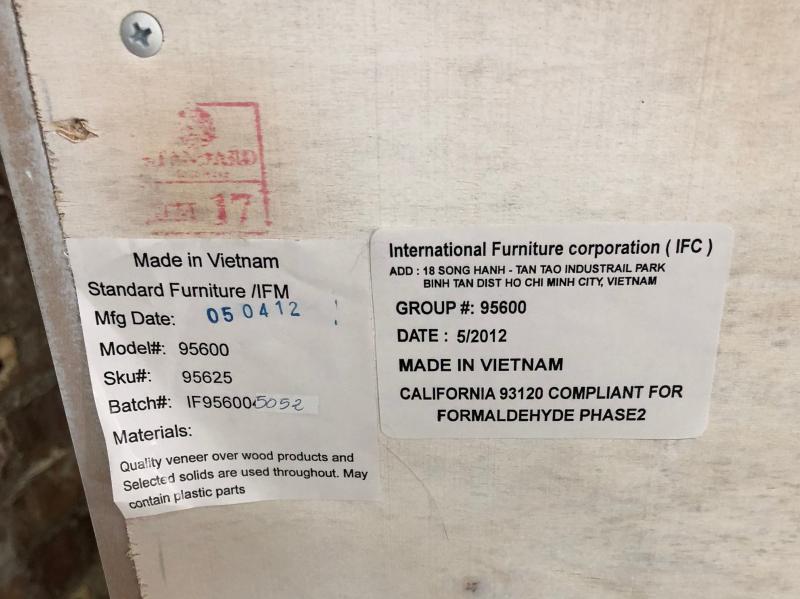 17
Made in Vietnam
Standard Furniture /IFM
Mfg Date: 050412
Model#: 95600
Sku#: 95625
Batch#: IF95600 5052
Materials:
Quality veneer over wood products and
Selected solids are used throughout. May
contain plastic parts
International Furniture corporation ( IFC )
ADD : 18 SONG HANH - TAN TAO INDUSTRAIL PARK
BINH TAN DIST HO CHI MINH CITY, VIETNAM
GROUP #: 95600
DATE : 5/2012
MADE IN VIETNAM
CALIFORNIA 93120 COMPLIANT FOR
FORMALDEHYDE PHASE2